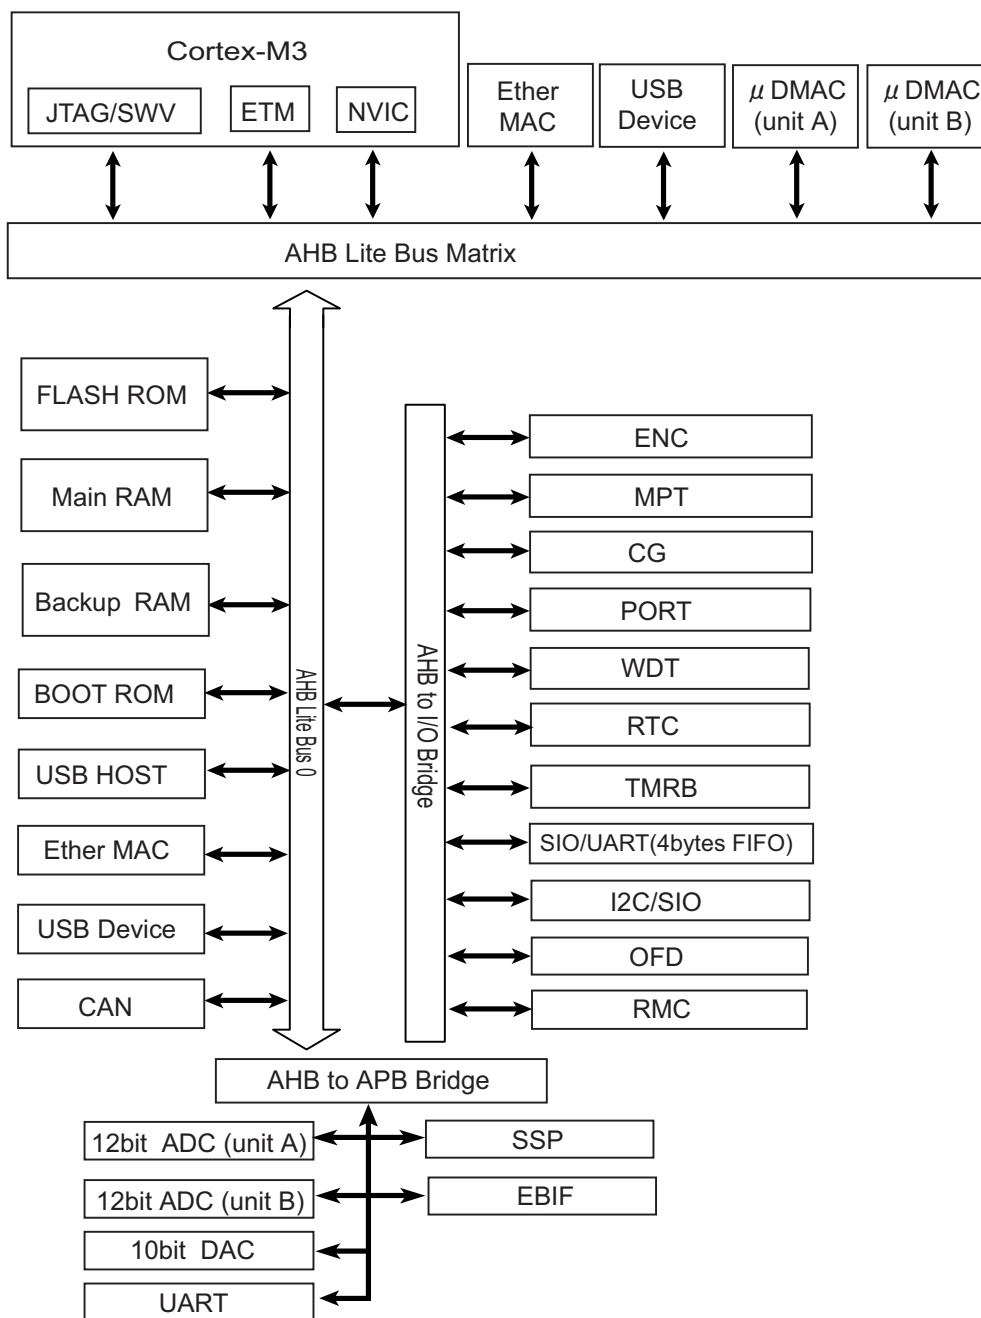 Cortex-M3
JTAG/SWV
ETM
NVIC
Ether
MAC
USB
Device
μ DMAC
(unit A)
μ DMAC
(unit B)
AHB Lite Bus Matrix
FLASH ROM
Main RAM
Backup RAM
BOOT ROM
USB HOST
Ether MAC
USB Device
CAN
AHB Lite Bus 0
AHB to I/O Bridge
ENC
MPT
CG
PORT
WDT
RTC
TMRB
SIO/UART(4bytes FIFO)
I2C/SIO
OFD
RMC
AHB to APB Bridge
12bit ADC (unit A)
SSP
12bit ADC (unit B)
EBIF
10bit DAC
UART